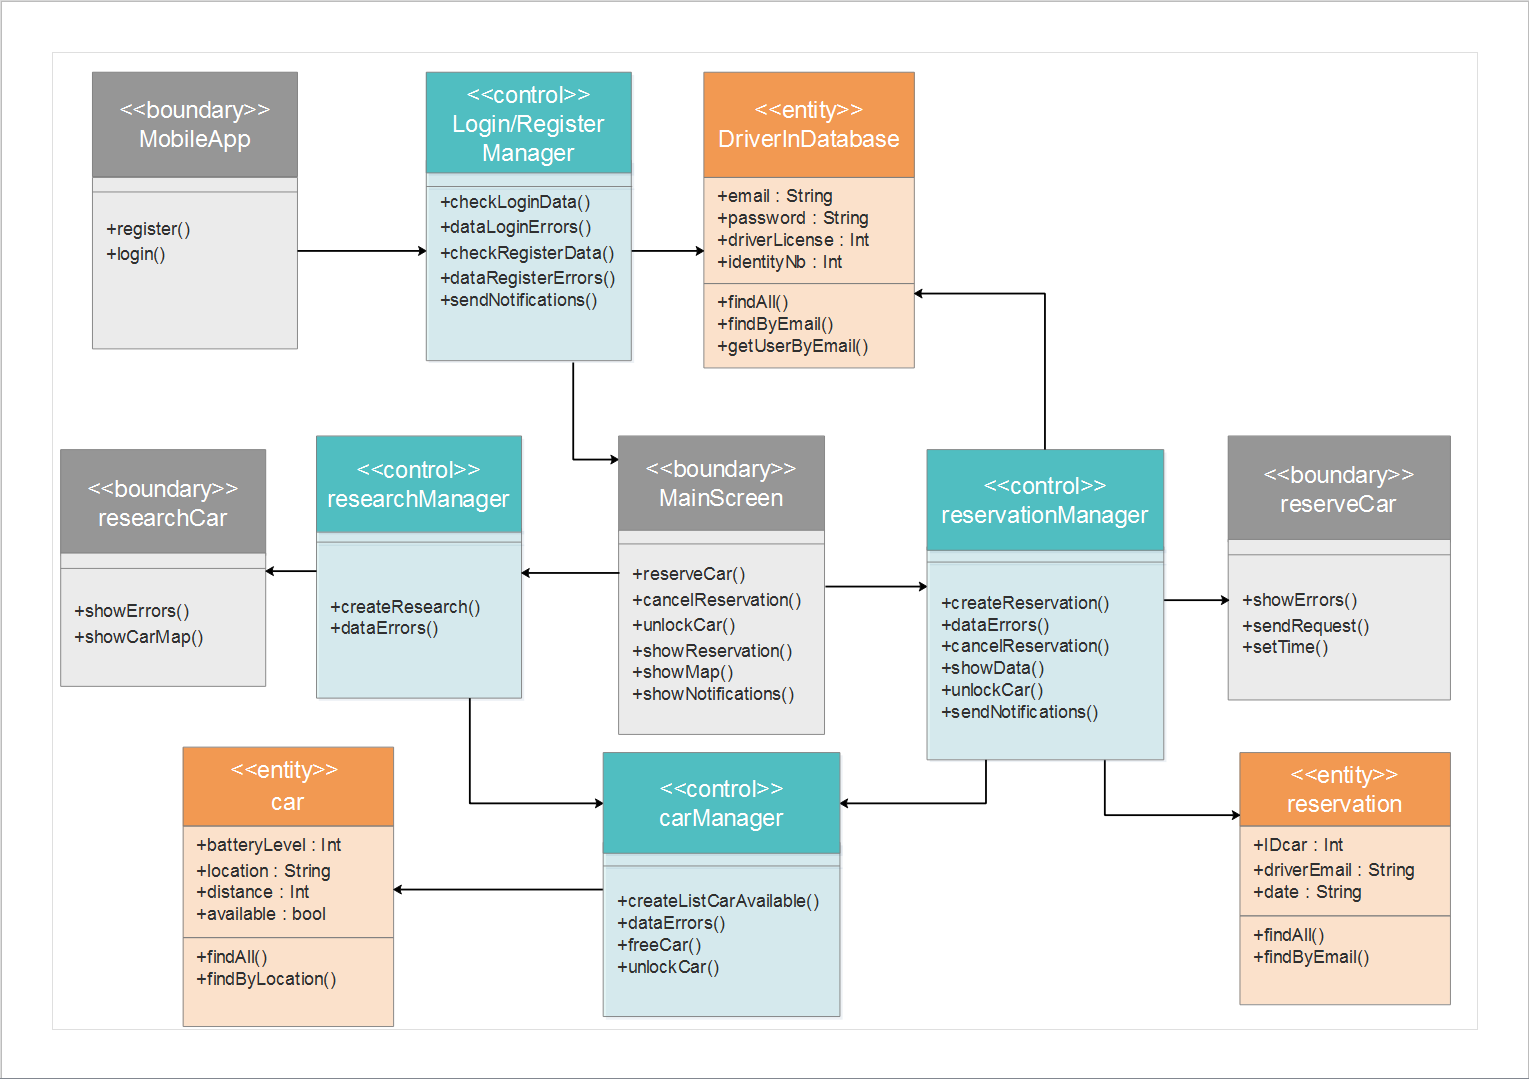 <<boundary>>
MobileApp
+register()
+login()
<<control>>
Login/Register
Manager
+checkLoginData()
+dataLoginErrors()
+checkRegisterData()
+dataRegisterErrors()
+sendNotifications()
<<entity>>
DriverInDatabase
+email : String
+password : String
+driverLicense : Int
+identityNb : Int
+findAll()
+findByEmail()
+getUserByEmail()
<<boundary>>
researchCar
+showErrors()
+showCarMap()
<<control>>
researchManager
+createResearch()
+dataErrors()
<<boundary>>
MainScreen
+reserveCar()
+cancelReservation()
+unlockCar()
+showReservation()
+showMap()
+showNotifications()
<<control>>
reservationManager
+createReservation()
+dataErrors()
+cancelReservation()
+showData()
+unlockCar()
+sendNotifications()
<<boundary>>
reserveCar
+showErrors()
+sendRequest()
+setTime()
<<entity>>
car
+batteryLevel : Int
+location : String
+distance : Int
+available : bool
+findAll()
+findByLocation()
<<control>>
carManager
+createListCarAvailable()
+dataErrors()
+freeCar()
+unlockCar()
<<entity>>
reservation
+IDcar : Int
+driverEmail : String
+date : String
+findAll()
+findByEmail()